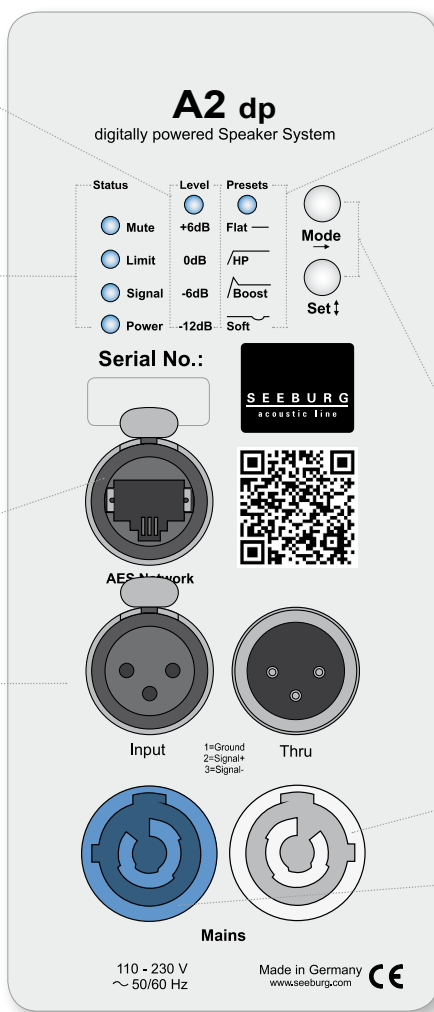 A2 dp
digitally powered Speaker System
Status Level Presets
Mute +6dB Flat
Mode
Limit 0dB HP
Signal -6dB Boost
Set
Power -12dB Soft
Serial No.:
SEEBURG
acoustic line
AES Network
Input
1=Ground
2=Signal+
3=Signal-
Thru
Mains
110 - 230 V
~ 50/60 Hz
Made in Germany
www.seeburg.com
CE